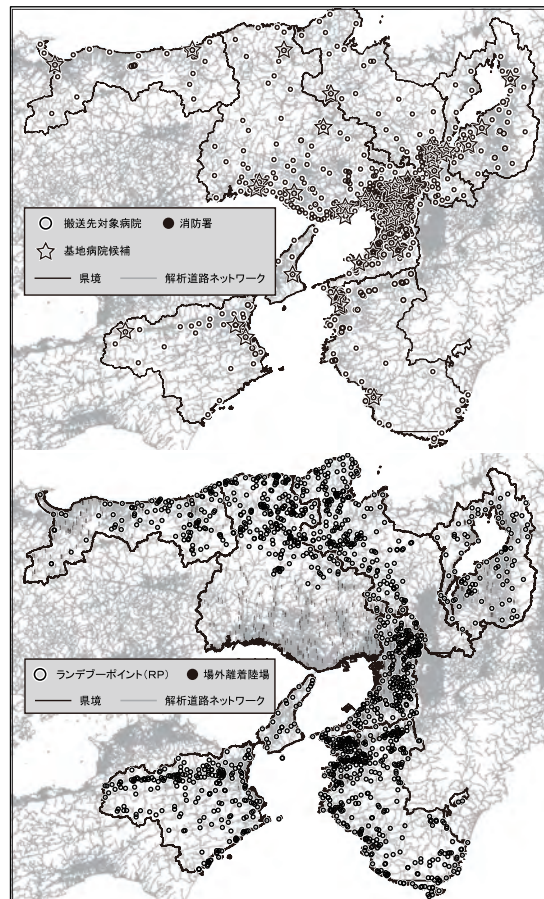 搬送先対象病院 消防署
基地病院候補
県境 解析道路ネットワーク
ランデブーポイント(RP) 場外離着陸場
県境 解析道路ネットワーク